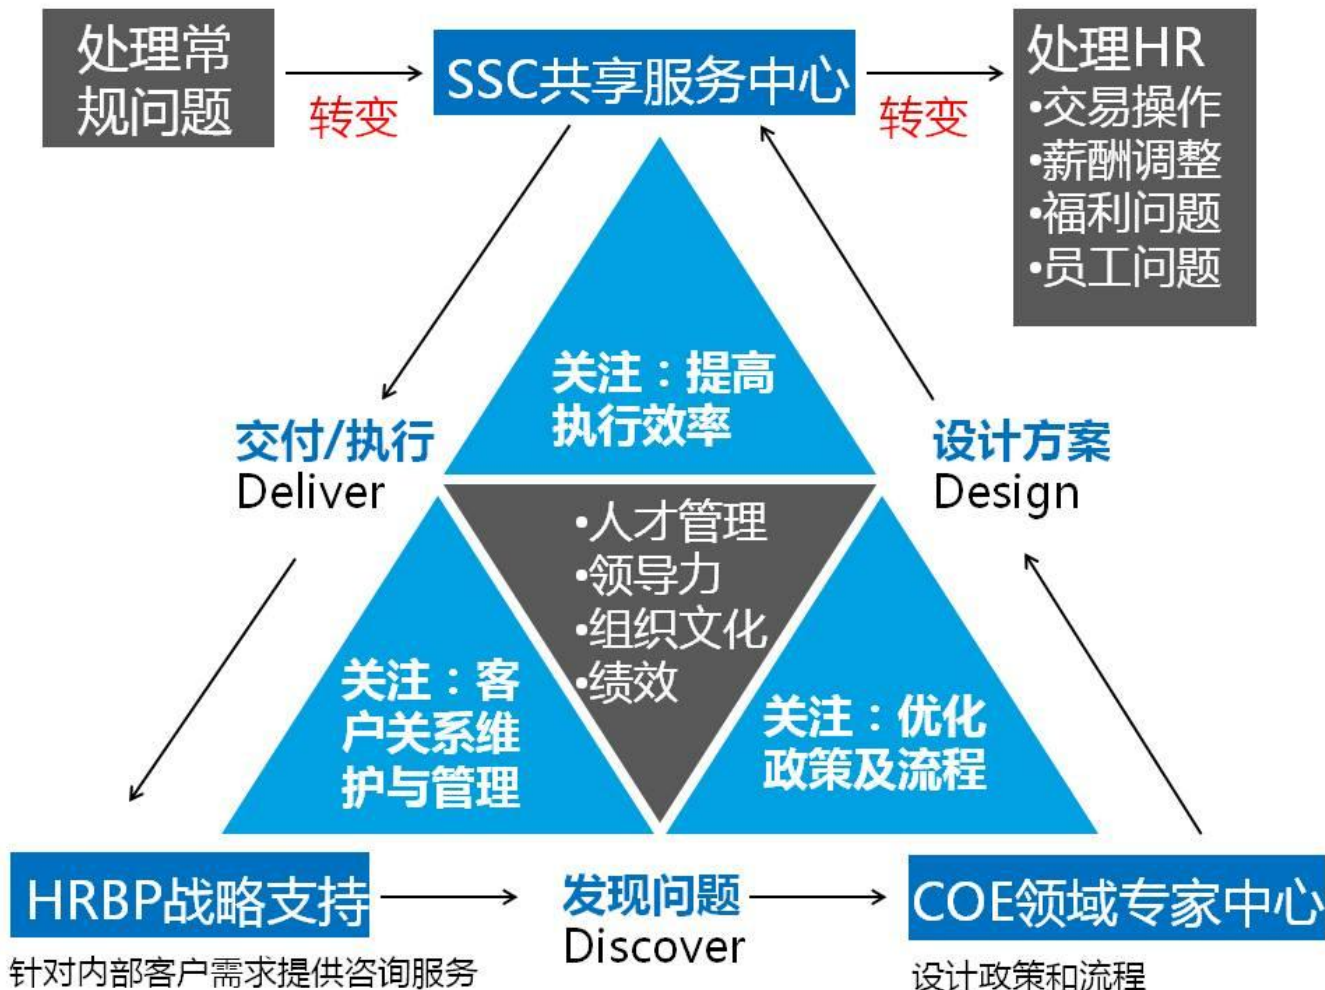 处理常
规问题
转变
SSC共享服务中心
转变
处理HR
•交易操作
•薪酬调整
•福利问题
•员工问题
关注：提高
执行效率
交付/执行
Deliver
设计方案
Design
•人才管理
•领导力
•组织文化
•绩效
关注：客
户关系维
护与管理
关注：优化
政策及流程
HRBP战略支持
针对内部客户需求提供咨询服务
发现问题
Discover
COE领域专家中心
设计政策和流程